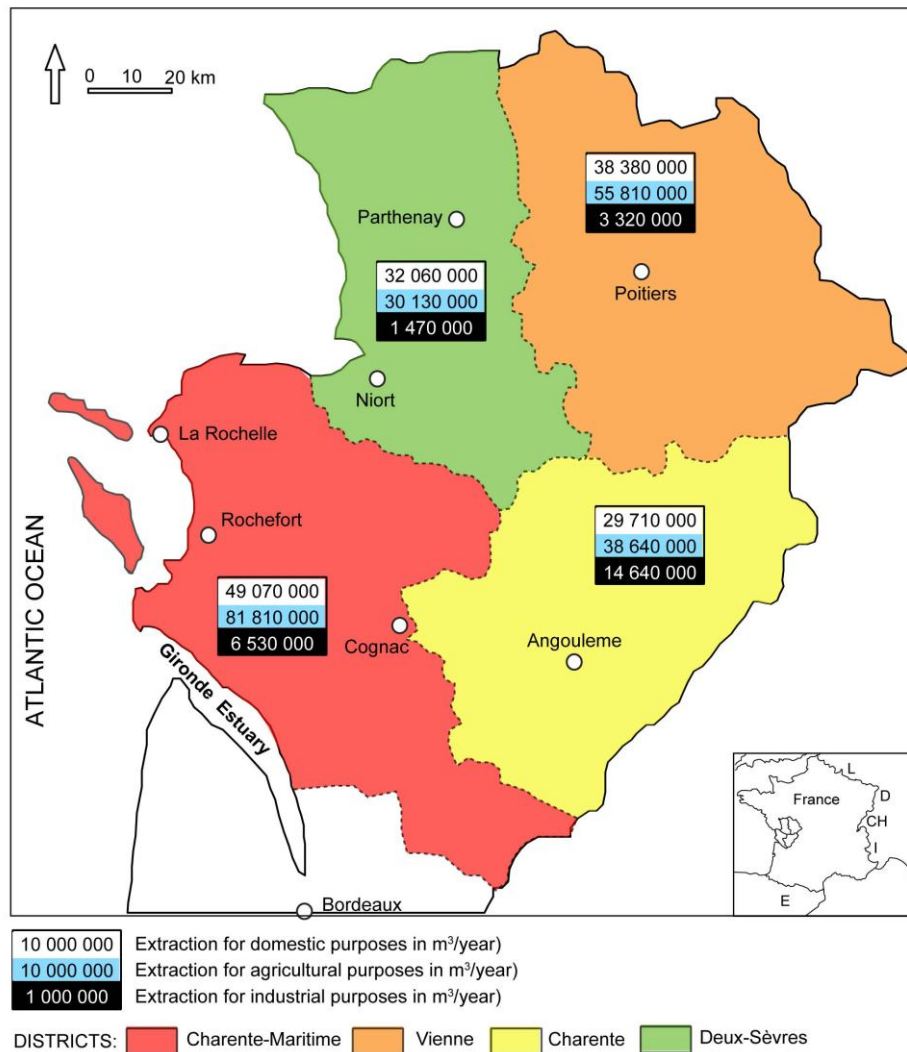 0 10 20 km
38 380 000
55 810 000
3 320 000
Parthenay
32 060 000
30 130 000
1 470 000
Poitiers
Niort
La Rochelle
Rochefort
29 710 000
38 640 000
14 640 000
49 070 000
81 810 000
6 530 000
Cognac
Angouleme
ATLANTIC OCEAN
Gironde Estuary
Bordeaux
L
France
D
CH
I
E
10 000 000 Extraction for domestic purposes in m³/year)
10 000 000 Extraction for agricultural purposes in m³/year)
1 000 000 Extraction for industrial purposes in m³/year)
DISTRICTS: Charente-Maritime Vienne Charente Deux-Sèvres